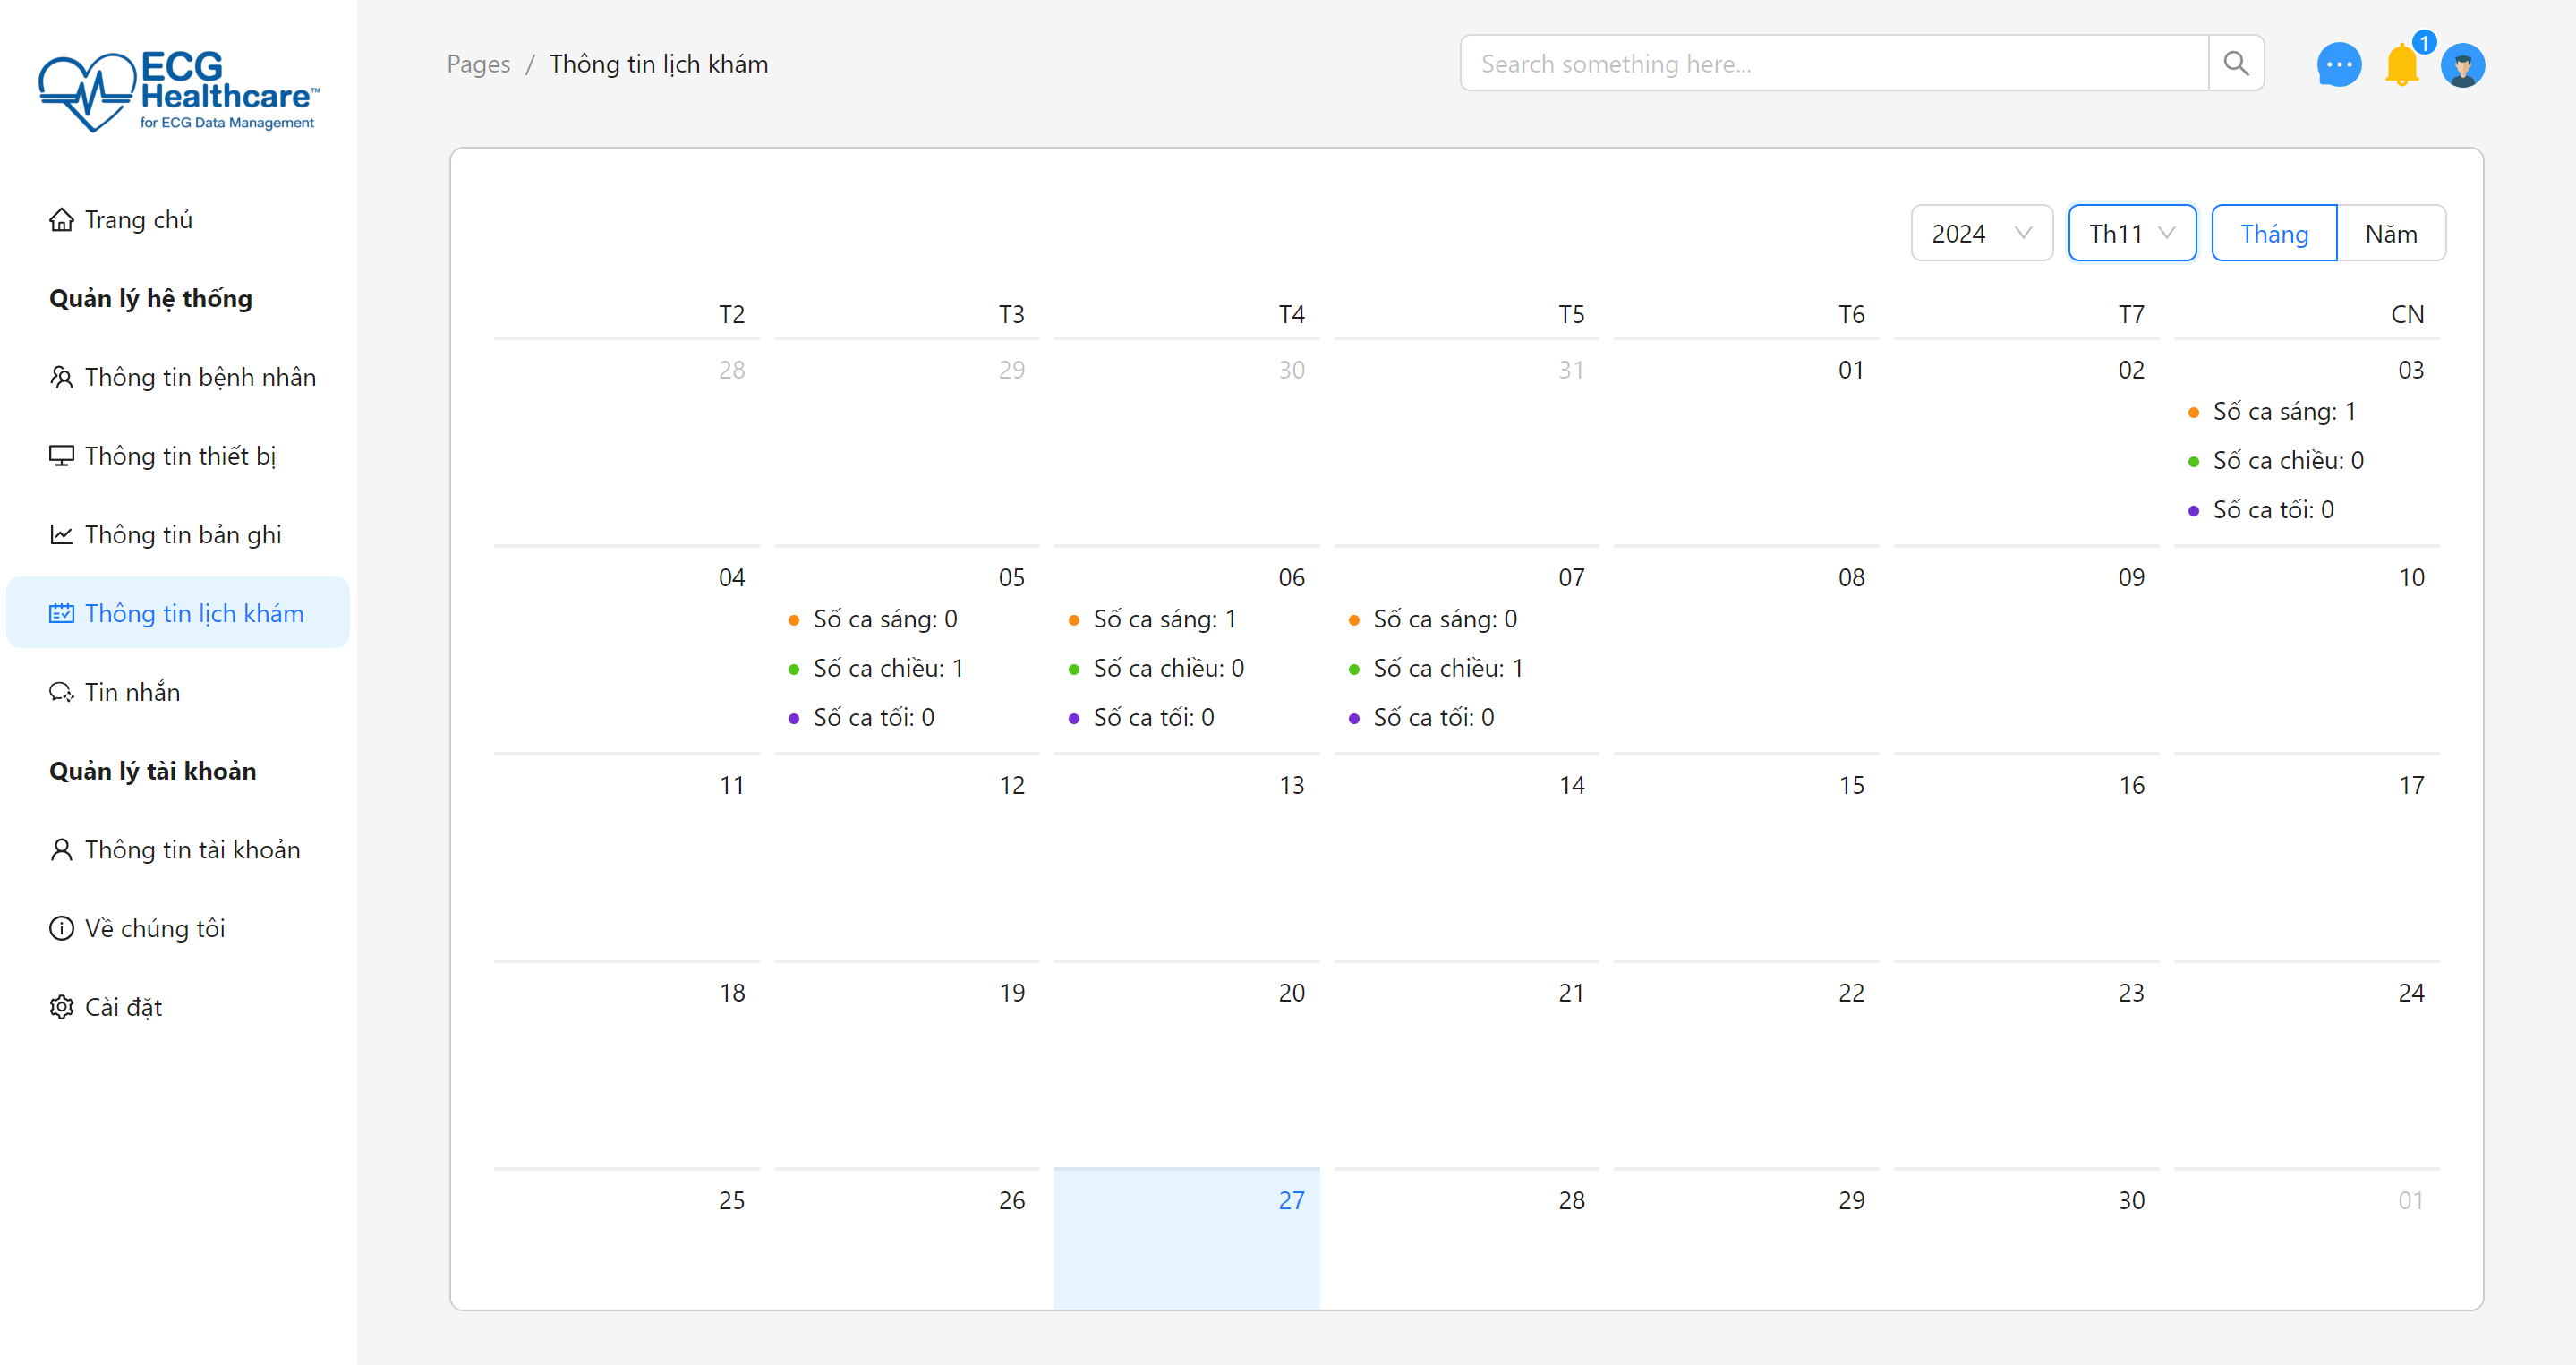 ECG
Healthcare™
for ECG Data Management
Trang chủ
Quản lý hệ thống
Thông tin bệnh nhân
Thông tin thiết bị
Thông tin bản ghi
Thông tin lịch khám
Tin nhắn
Quản lý tài khoản
Thông tin tài khoản
Về chúng tôi
Cài đặt
Pages / Thông tin lịch khám
Search something here...
1
2024 Th11 Tháng Năm
T2 T3 T4 T5 T6 T7 CN
28 29 30 31 01 02 03
Số ca sáng: 1
Số ca chiều: 0
Số ca tối: 0
04 05 06 07 08 09 10
Số ca sáng: 0 Số ca sáng: 1 Số ca sáng: 0
Số ca chiều: 1 Số ca chiều: 0 Số ca chiều: 1
Số ca tối: 0 Số ca tối: 0 Số ca tối: 0
11 12 13 14 15 16 17
18 19 20 21 22 23 24
25 26 27 28 29 30 01